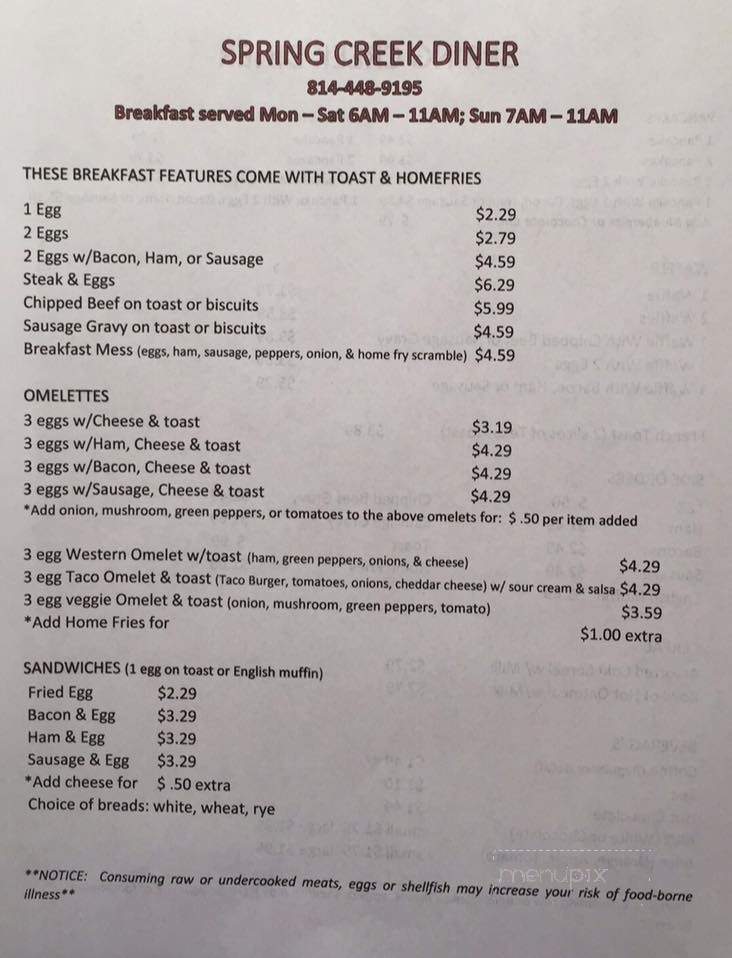 SPRING CREEK DINER
814-448-9195
Breakfast served Mon – Sat 6AM – 11AM; Sun 7AM – 11AM
THESE BREAKFAST FEATURES COME WITH TOAST & HOMEFRIES
1 Egg $2.29
2 Eggs $2.79
2 Eggs w/Bacon, Ham, or Sausage $4.59
Steak & Eggs $6.29
Chipped Beef on toast or biscuits $5.99
Sausage Gravy on toast or biscuits $4.59
Breakfast Mess (eggs, ham, sausage, peppers, onion, & home fry scramble) $4.59
OMELETTES
3 eggs w/Cheese & toast $3.19
3 eggs w/Ham, Cheese & toast $4.29
3 eggs w/Bacon, Cheese & toast $4.29
3 eggs w/Sausage, Cheese & toast $4.29
*Add onion, mushroom, green peppers, or tomatoes to the above omelets for: $ .50 per item added
3 egg Western Omelet w/toast (ham, green peppers, onions, & cheese) $4.29
3 egg Taco Omelet & toast (Taco Burger, tomatoes, onions, cheddar cheese) w/ sour cream & salsa $4.29
3 egg veggie Omelet & toast (onion, mushroom, green peppers, tomato) $3.59
*Add Home Fries for $1.00 extra
SANDWICHES (1 egg on toast or English muffin)
Fried Egg $2.29
Bacon & Egg $3.29
Ham & Egg $3.29
Sausage & Egg $3.29
*Add cheese for $ .50 extra
Choice of breads: white, wheat, rye
menupix
**NOTICE: Consuming raw or undercooked meats, eggs or shellfish may increase your risk of food-borne
illness**